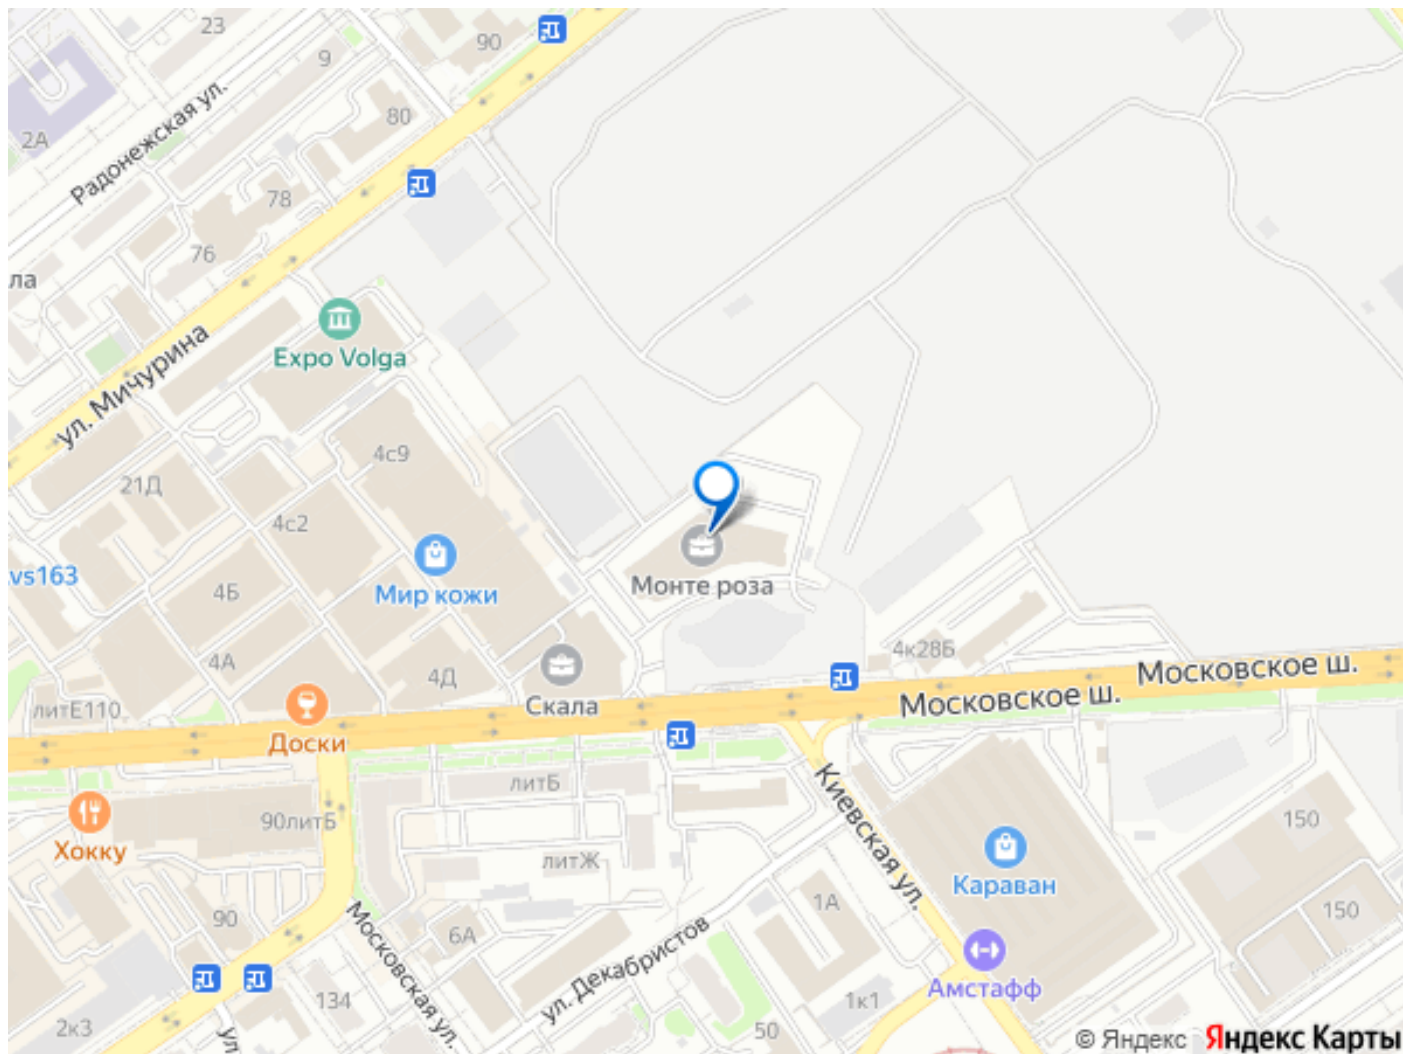 23
90
9
2А
80
Радонежская ул.
78
76
ла
Expo Volga
ул. Мичурина
4с9
21Д
4с2
.vs163
4Б
Мир кожи
Монте роза
4А
4Д
4к28Б
Скала
литЕ110
Московское ш.
Московское ш.
Доски
литБ
90литБ
Хокку
Киевская ул.
150
литЖ
Караван
90
1А
150
Московская ул.
6А
ул. Декабристов
Амстафф
134
1к1
2к3
ул
50
© Яндекс Яндекс Карты